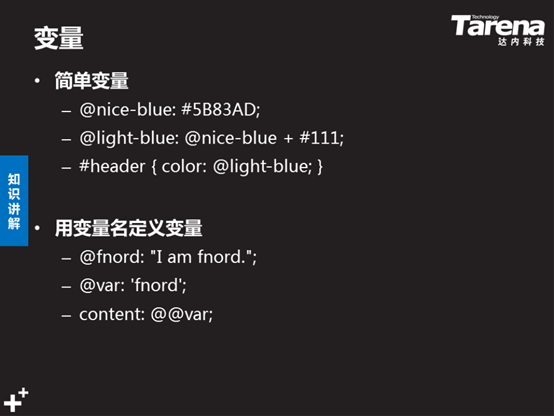 变量
Technology
Tarena
达内科技
• 简单变量
– @nice-blue: #5B83AD;
– @light-blue: @nice-blue + #111;
– #header { color: @light-blue; }
知识讲解
• 用变量名定义变量
– @fnord: "I am fnord.";
– @var: 'fnord';
– content: @@var;